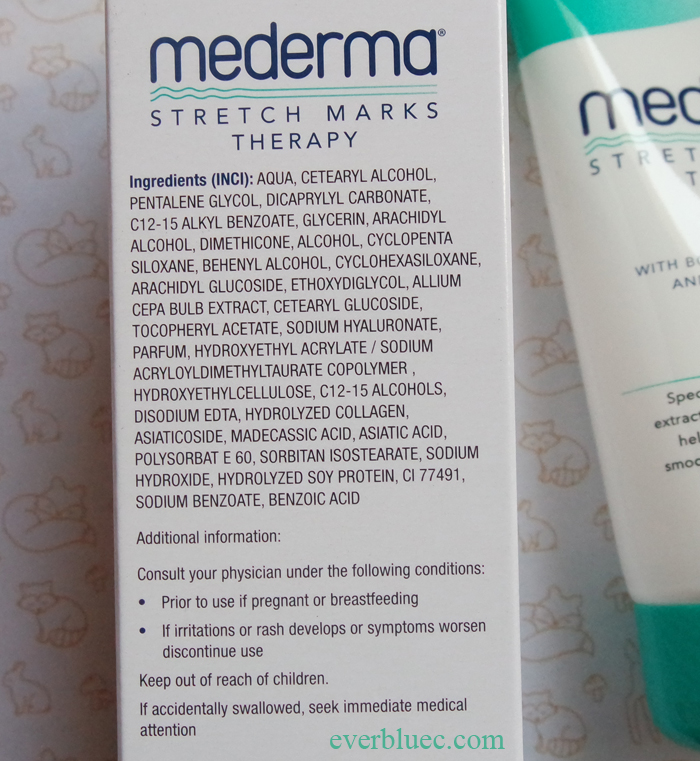 mederma®
STRETCH MARKS
THERAPY
Ingredients (INCI): AQUA, CETEARYL ALCOHOL,
PENTALENE GLYCOL, DICAPRYLYL CARBONATE,
C12-15 ALKYL BENZOATE, GLYCERIN, ARACHIDYL
ALCOHOL, DIMETHICONE, ALCOHOL, CYCLOPENTA
SILOXANE, BEHENYL ALCOHOL, CYCLOHEXASILOXANE,
ARACHIDYL GLUCOSIDE, ETHOXYDIGLYCOL, ALLIUM
CEPA BULB EXTRACT, CETEARYL GLUCOSIDE,
TOCOPHERYL ACETATE, SODIUM HYALURONATE,
PARFUM, HYDROXYETHYL ACRYLATE / SODIUM
ACRYLOYLDIMETHYLTAURATE COPOLYMER ,
HYDROXYETHYLCELLULOSE, C12-15 ALCOHOLS,
DISODIUM EDTA, HYDROLYZED COLLAGEN,
ASIATICOSIDE, MADECASSIC ACID, ASIATIC ACID,
POLYSORBAT E 60, SORBITAN ISOSTEARATE, SODIUM
HYDROXIDE, HYDROLYZED SOY PROTEIN, CI 77491,
SODIUM BENZOATE, BENZOIC ACID
Additional information:
Consult your physician under the following conditions:
• Prior to use if pregnant or breastfeeding
• If irritations or rash develops or symptoms worsen
discontinue use
Keep out of reach of children.
If accidentally swallowed, seek immediate medical
attention
everbluec.com
med
STRET
T
WITH BO
AN
Spec
extract
hel
smoo